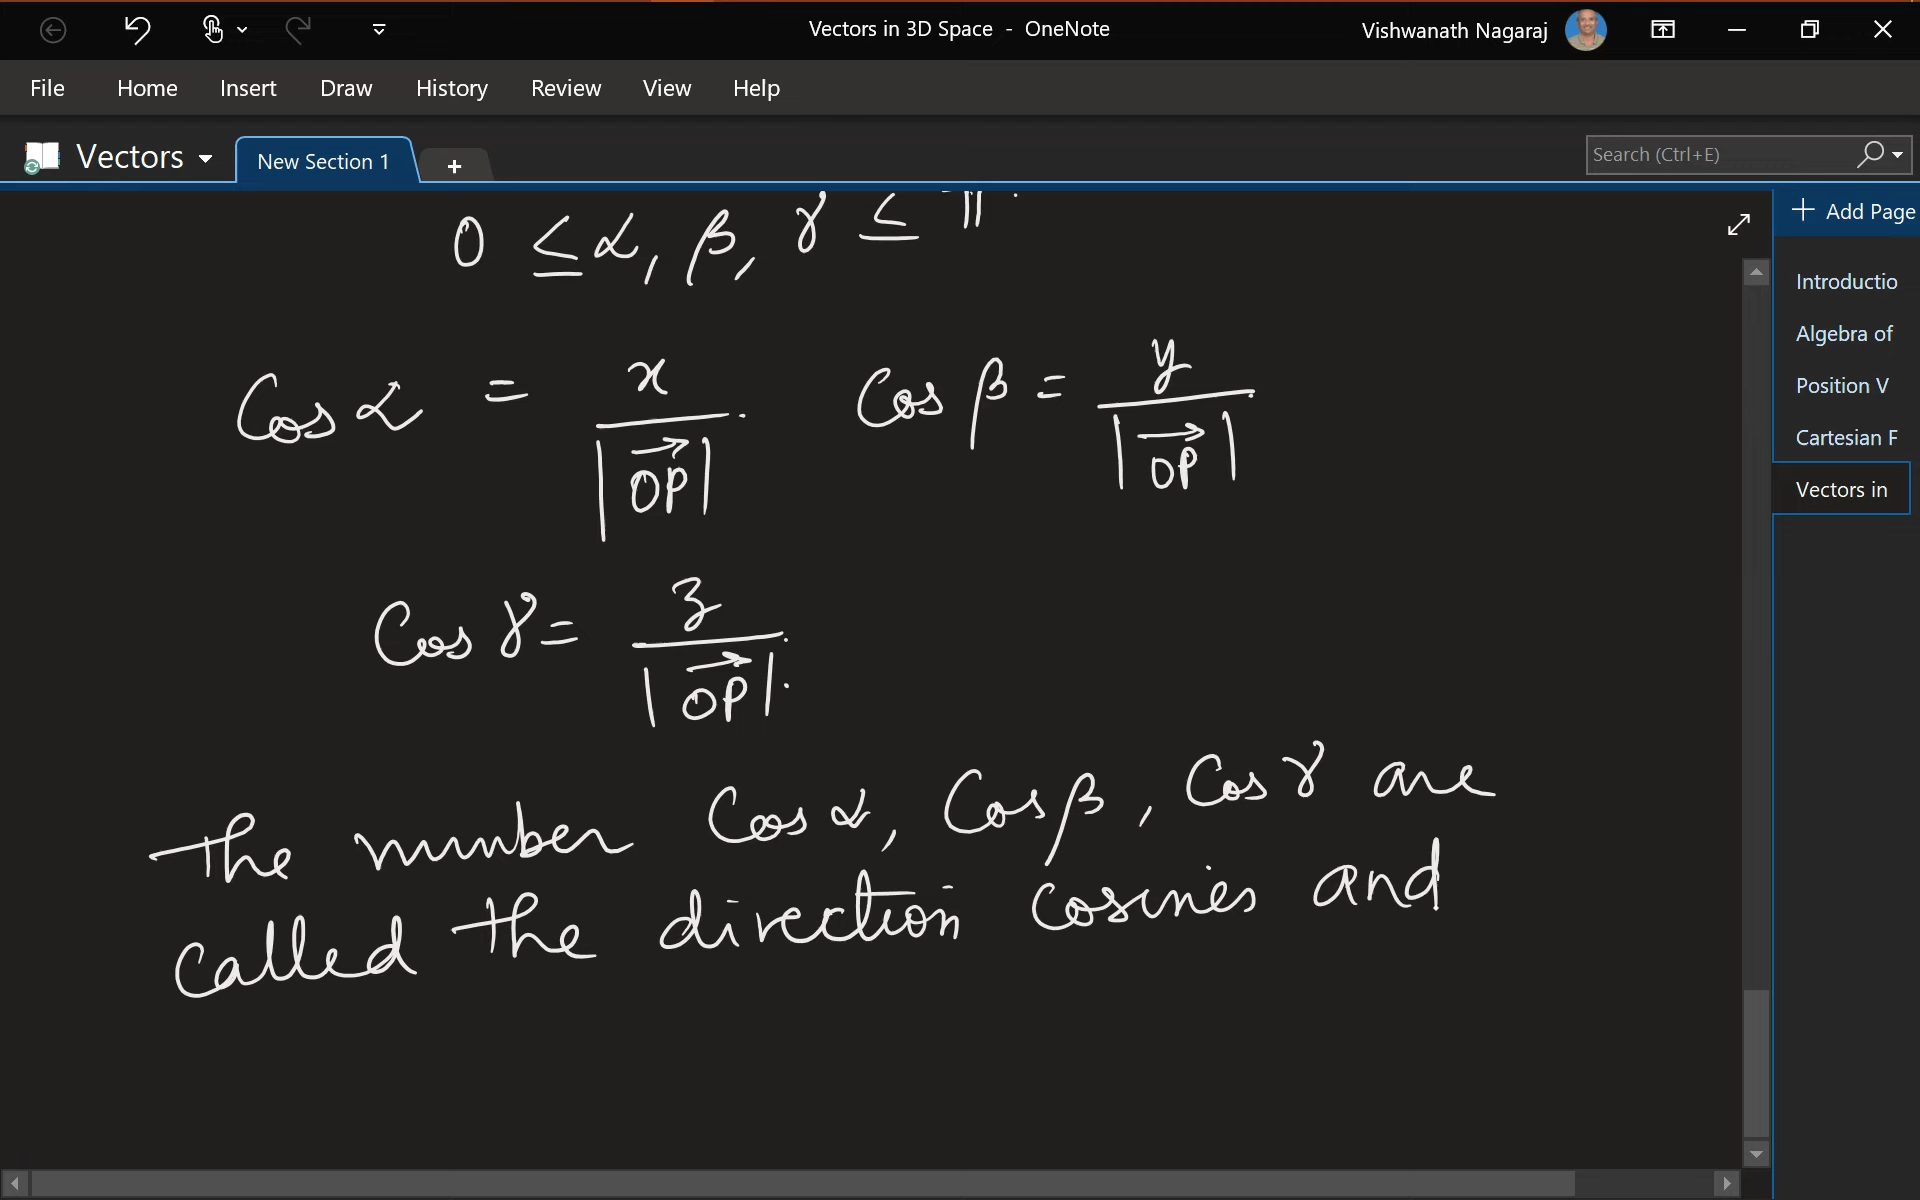 Vectors in 3D Space - OneNote
Vishwanath Nagaraj
File Home Insert Draw History Review View Help
Vectors New Section 1 +
Search (Ctrl+E)
+ Add Page
Introductio
Algebra of
Position V
Cartesian F
Vectors in
0 ≤ α, β, γ ≤ π.
Cos α = x / |OP| Cos β = y / |OP|
Cos γ = z / |OP|.
The number Cos α, Cos β, Cos γ are
called the direction cosines and